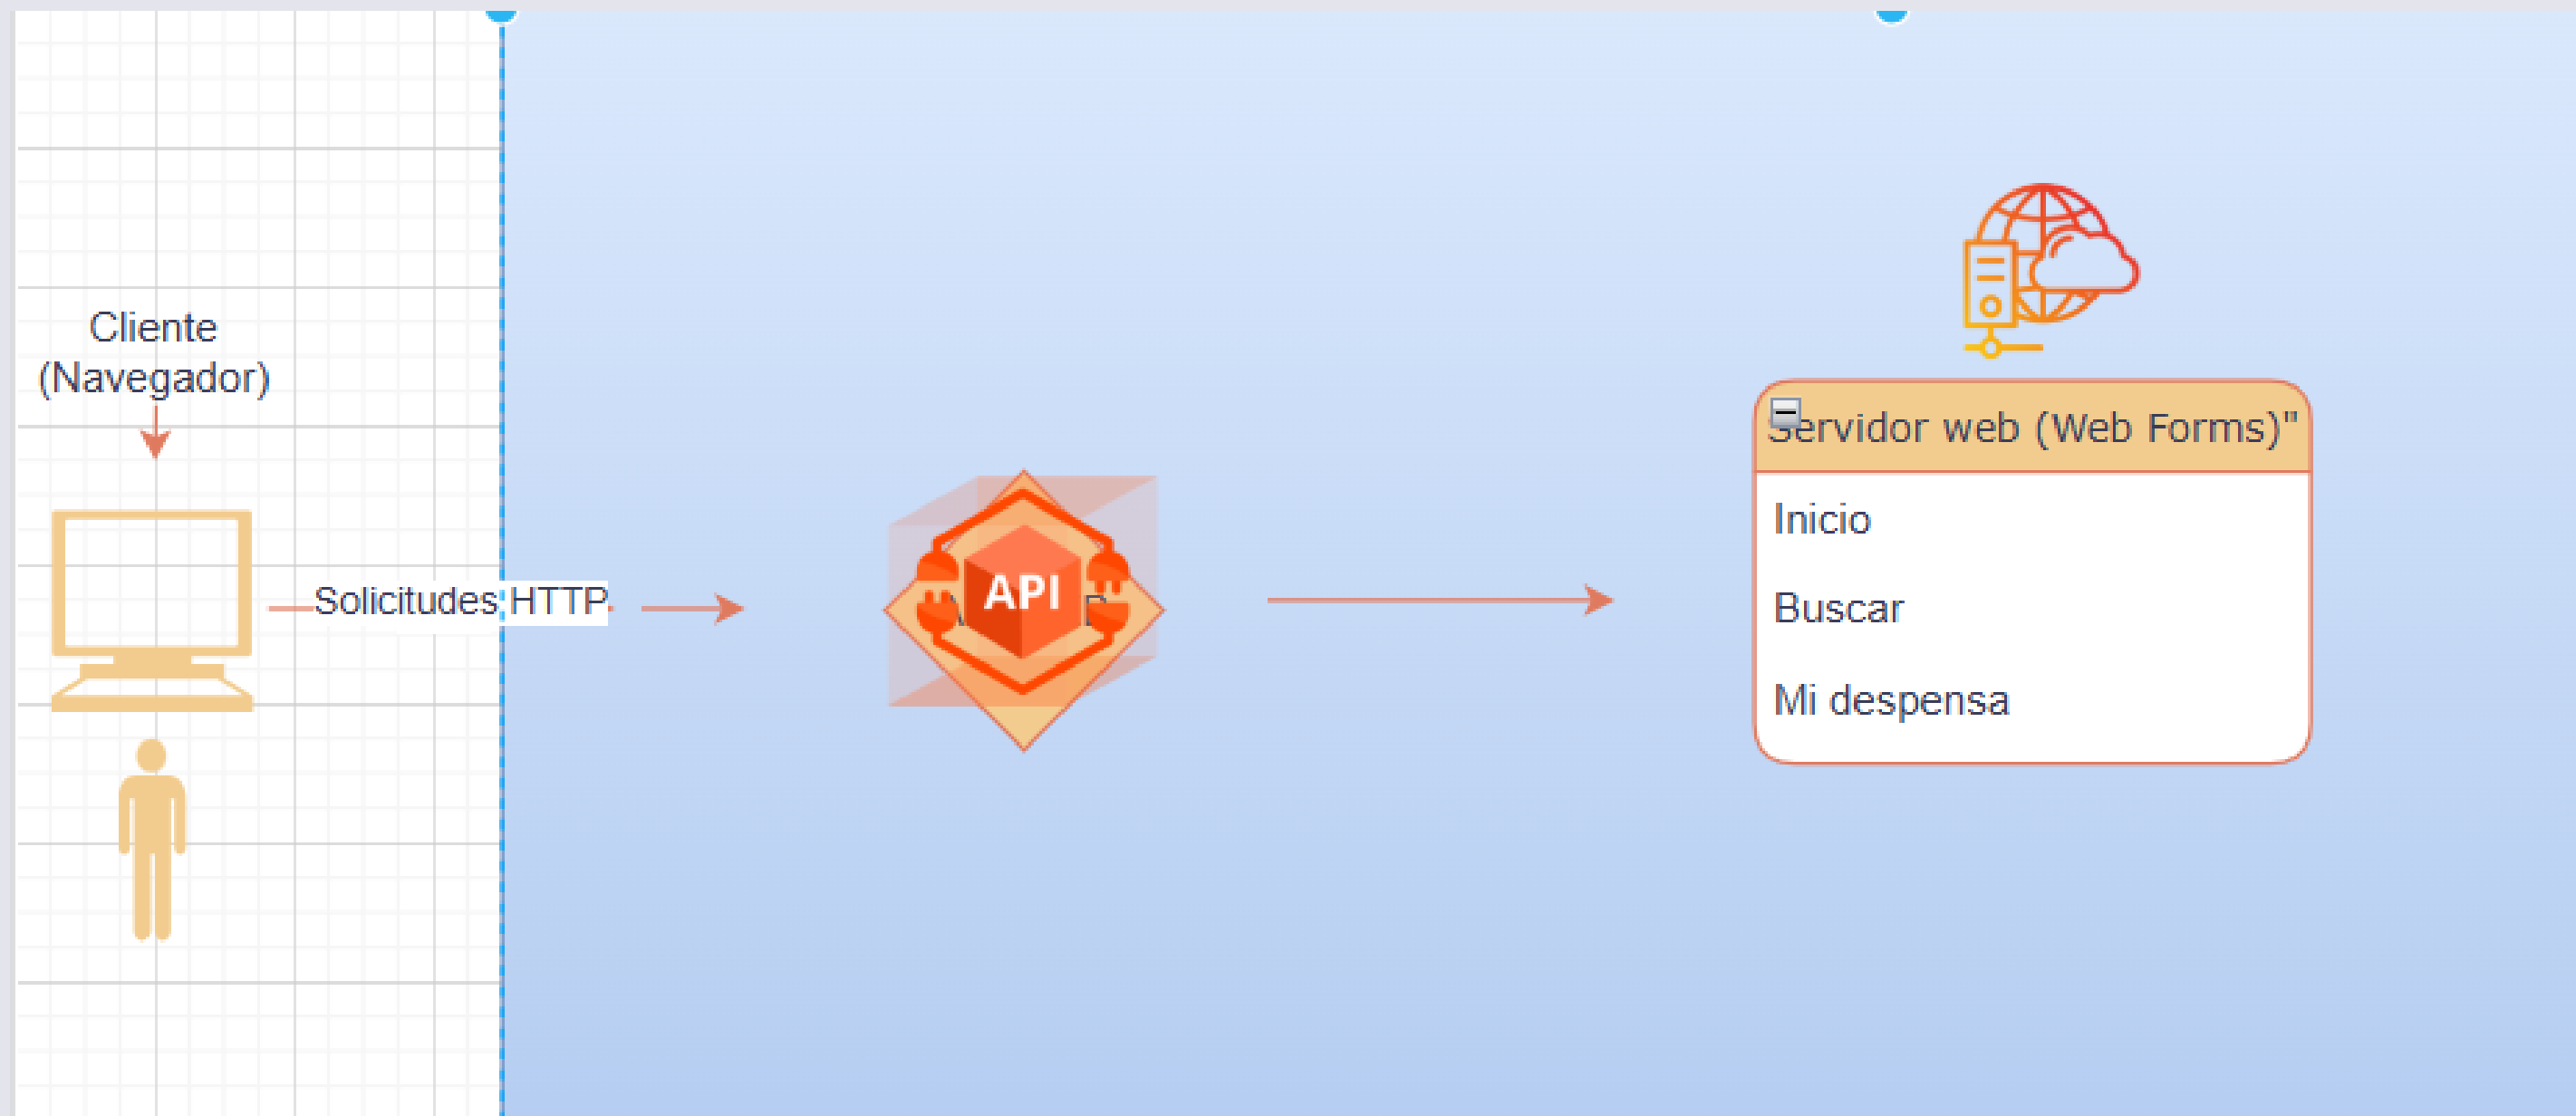 Cliente
(Navegador)
Solicitudes HTTP
API
Servidor web (Web Forms)"
Inicio
Buscar
Mi despensa